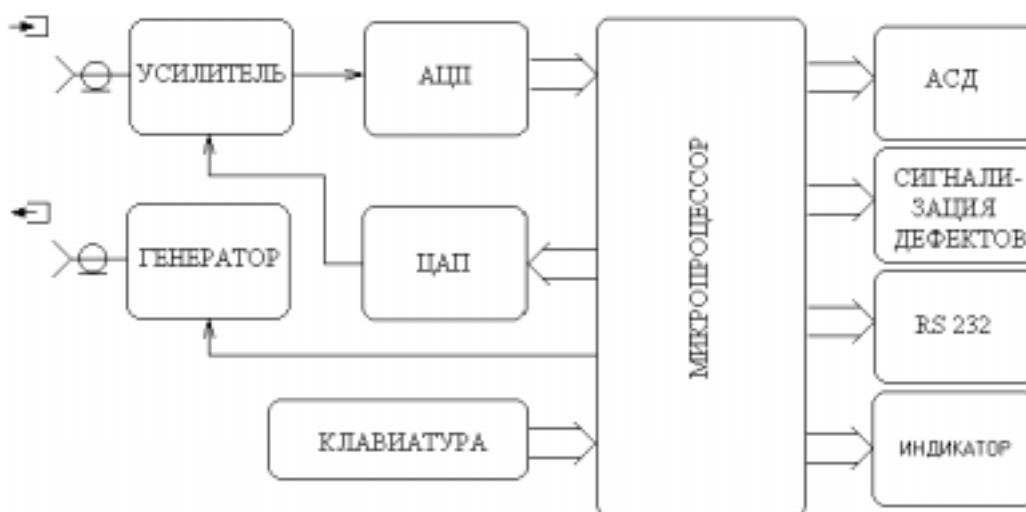 УСИЛИТЕЛЬ
АЦП
АСД
СИГНАЛИ-
ЗАЦИЯ
ДЕФЕКТОВ
ГЕНЕРАТОР
ЦАП
МИКРОПРОЦЕССОР
RS 232
КЛАВИАТУРА
ИНДИКАТОР